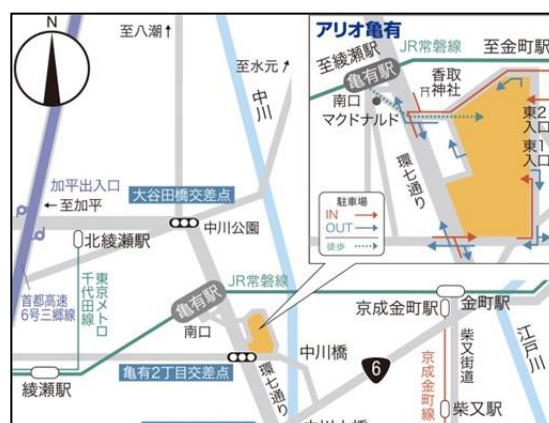 N
至八潮↑
至水元↑
中川
アリオ亀有
至綾瀬駅
JR常磐線
至金町駅
亀有駅
香取
神社
南口
マクドナルド
東2
入口
東1
入口
環七通り
駐車場
IN
OUT
徒歩
加平出入口
←至加平
大谷田橋交差点
中川公園
北綾瀬駅
東京メトロ
千代田線
首都高速
6号三郷線
JR常磐線
亀有駅
南口
京成金町駅
金町駅
中川橋
亀有2丁目交差点
綾瀬駅
環七通り
6
京成金町線
柴又街道
江戸川
柴又駅